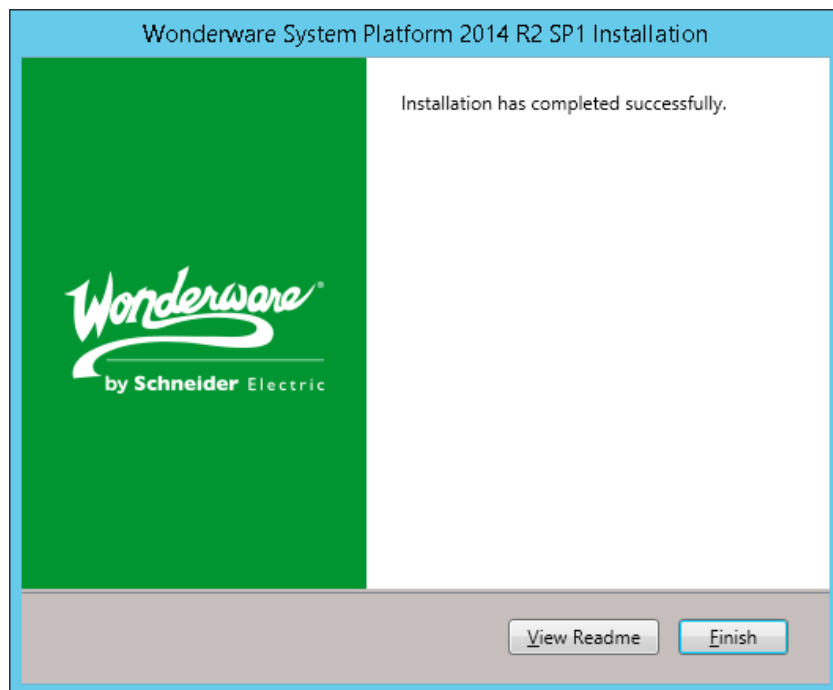 Wonderware System Platform 2014 R2 SP1 Installation
Installation has completed successfully.
Wonderware®
by Schneider Electric
View Readme
Finish